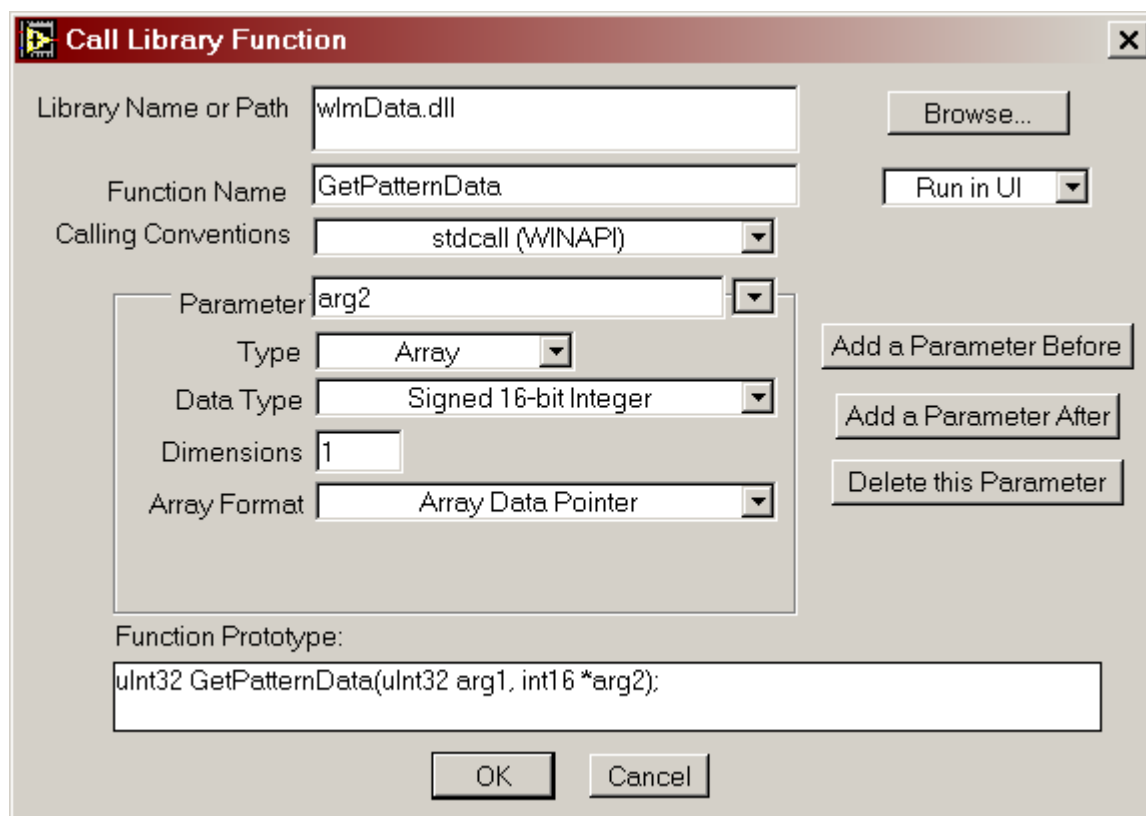 Call Library Function
Library Name or Path wlmData.dll Browse...
Function Name GetPatternData Run in UI
Calling Conventions stdcall (WINAPI)
Parameter arg2
Type Array Add a Parameter Before
Data Type Signed 16-bit Integer
Add a Parameter After
Dimensions 1
Delete this Parameter
Array Format Array Data Pointer
Function Prototype:
uInt32 GetPatternData(uInt32 arg1, int16 *arg2);
OK Cancel